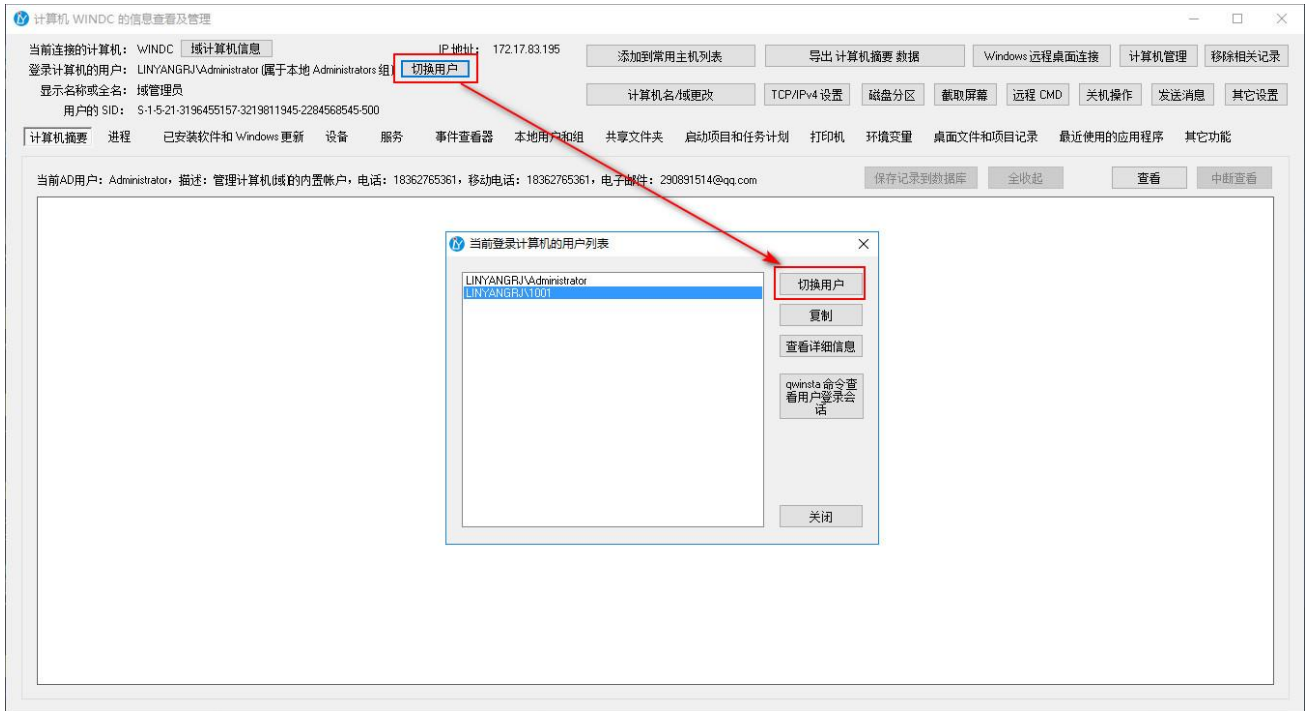 计算机 WINDC 的信息查看及管理
当前连接的计算机： WINDC 域计算机信息 IP 地址： 172.17.83.195 添加到常用主机列表 导出 计算机摘要 数据 Windows 远程桌面连接 计算机管理 移除相关记录
登录计算机的用户： LINYANGRJ\Administrator (属于本地 Administrators 组) 切换用户
显示名称或全名： 域管理员 计算机名/域更改 TCP/IPv4 设置 磁盘分区 截取屏幕 远程 CMD 关机操作 发送消息 其它设置
用户的 SID： S-1-5-21-3196455157-3219811945-2284568545-500
计算机摘要 进程 已安装软件和 Windows 更新 设备 服务 事件查看器 本地用户和组 共享文件夹 启动项目和任务计划 打印机 环境变量 桌面文件和项目记录 最近使用的应用程序 其它功能
当前AD用户： Administrator，描述：管理计算机(域)的内置帐户，电话：18362765361，移动电话：18362765361，电子邮件：290891514@qq.com 保存记录到数据库 全收起 查看 中断查看
当前登录计算机的用户列表
LINYANGRJ\Administrator
LINYANGRJ\1001
切换用户
复制
查看详细信息
qwinsta 命令查
看用户登录会
话
关闭